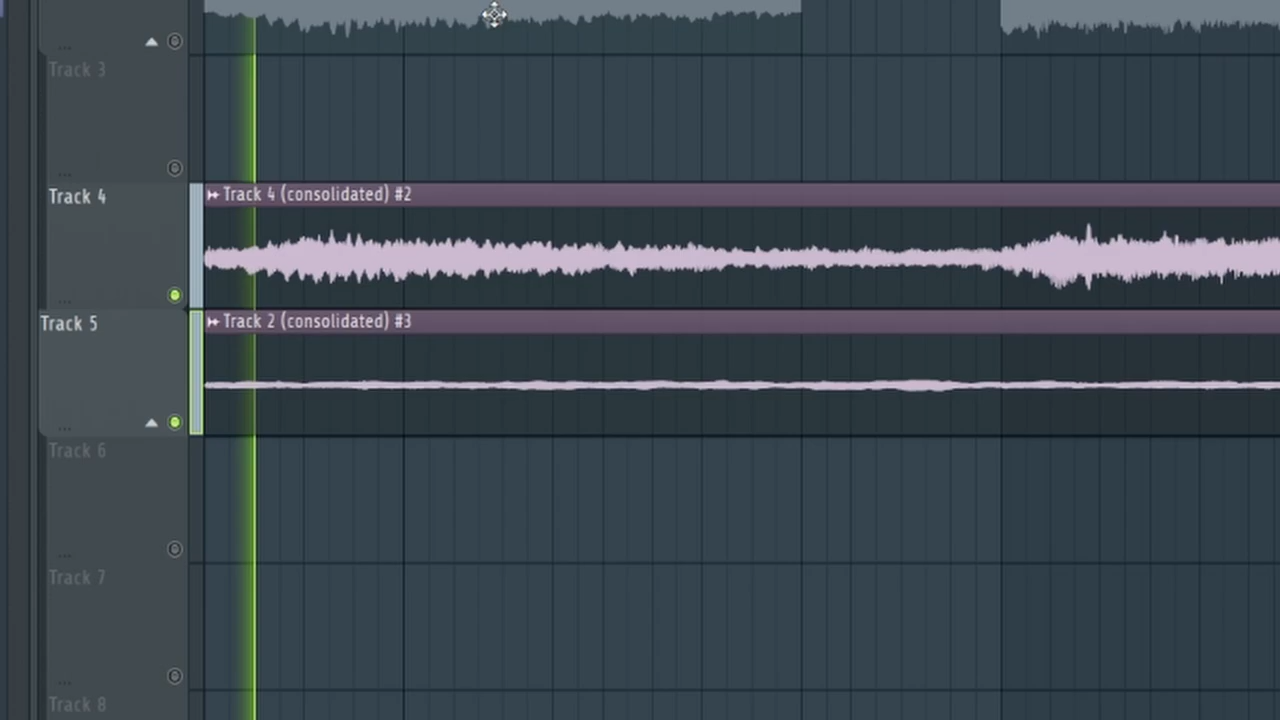 Track 3
Track 4
Track 4 (consolidated) #2
Track 5
Track 2 (consolidated) #3
Track 6
Track 7
Track 8